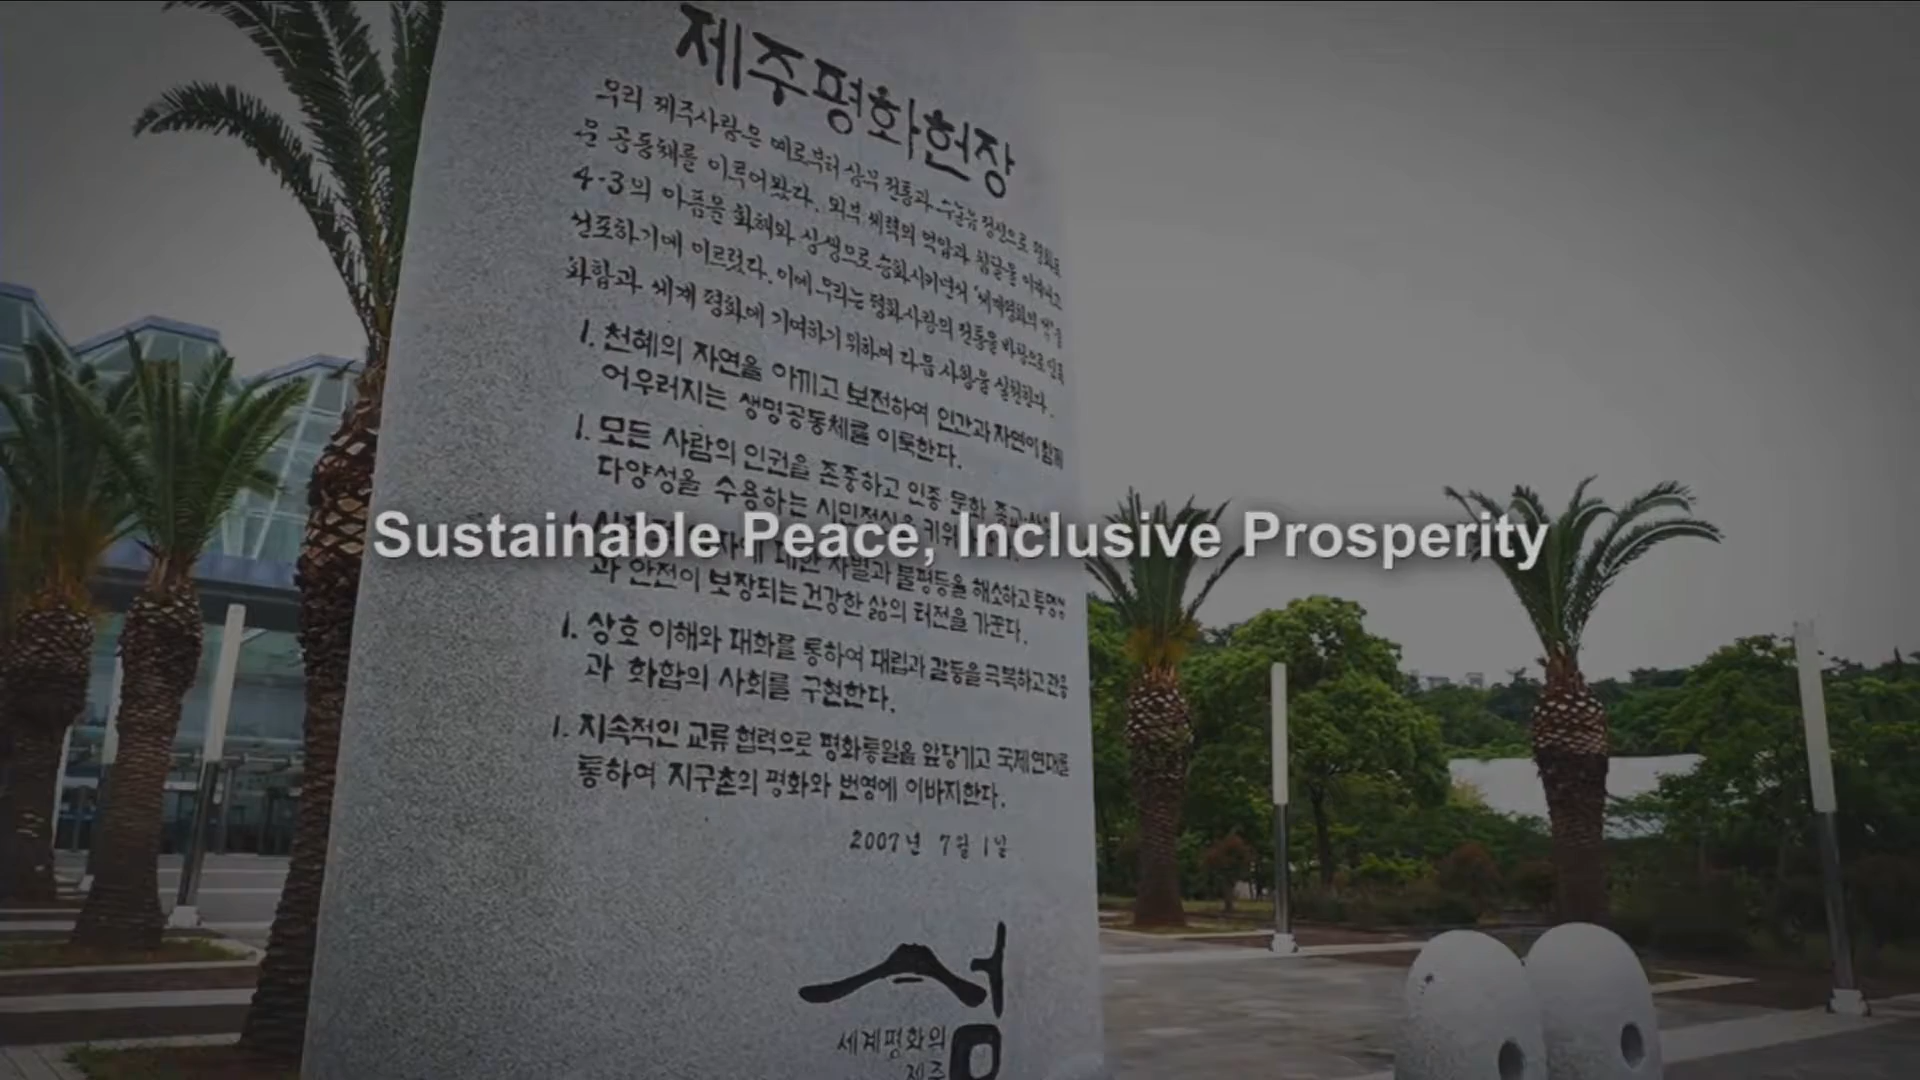 제주평화헌장
우리 제주사람은 예로부터 삼무 전통과 수눌음 정신으로 평화로
운 공동체를 이루어왔다. 외부 세력의 억압과 침탈을 이겨내고
4·3의 아픔을 화해와 상생으로 승화시키면서 '세계평화의 섬'을
선포하기에 이르렀다. 이에 우리는 평화사랑의 전통을 바탕으로 민족
화합과 세계 평화에 기여하기 위하여 다음 사항을 실천한다.
1. 천혜의 자연을 아끼고 보전하여 인간과 자연이 함께
어우러지는 생명공동체를 이룩한다.
1. 모든 사람의 인권을 존중하고 인종·문화·종교
다양성을 수용하는 시민정신을 키워
Sustainable Peace, Inclusive Prosperity
대한 차별과 불평등을 해소하고
과 안전이 보장되는 건강한 삶의 터전을 가꾼다.
1. 상호 이해와 대화를 통하여 대립과 갈등을 극복하고 관용
과 화합의 사회를 구현한다.
1. 지속적인 교류 협력으로 평화통일을 앞당기고 국제연대를
통하여 지구촌의 평화와 번영에 이바지한다.
2007년 7월 1일
섬
세계평화의
제주